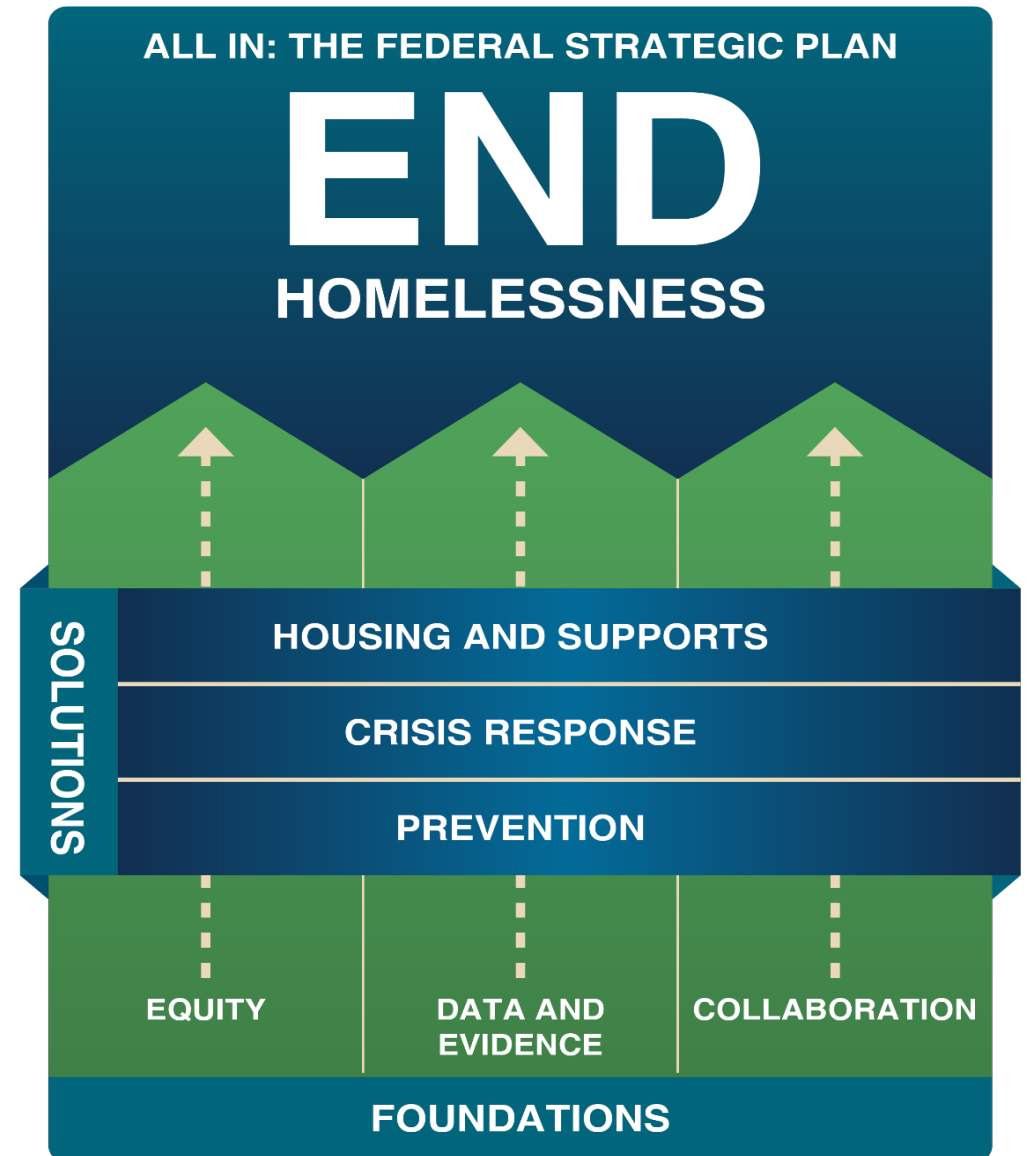 ALL IN: THE FEDERAL STRATEGIC PLAN
END
HOMELESSNESS
SOLUTIONS
HOUSING AND SUPPORTS
CRISIS RESPONSE
PREVENTION
EQUITY
DATA AND
EVIDENCE
COLLABORATION
FOUNDATIONS